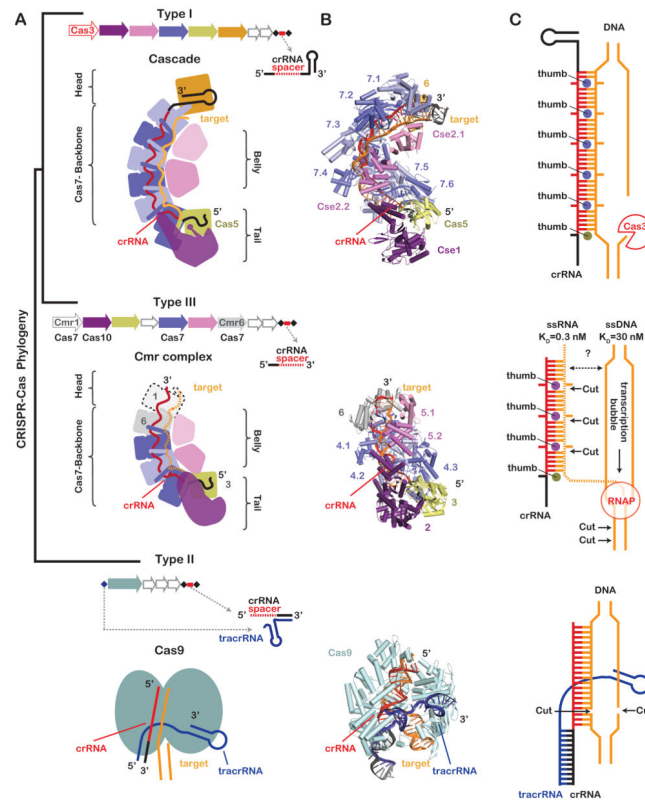 A
B
C
CRISPR-Cas Phylogeny
Type I
Cas3
crRNA
spacer
5' 3'
Cascade
Head
Cas7- Backbone
3'
target
Belly
Tail
5'
Cas5
crRNA
7.1
7.2
7.3
7.4
6
3'
target
Cse2.1
7.5
7.6
Cse2.2
5'
Cas5
crRNA
Cse1
DNA
thumb
thumb
thumb
thumb
thumb
thumb
Cas3
crRNA
Type III
Cmr1
Cmr6
Cas7 Cas10 Cas7 Cas7
crRNA
spacer
5' 3'
Cmr complex
Head
Cas7-Backbone
3'
target
1
6
Belly
Tail
5'
3
crRNA
3'
target
6
5.1
5.2
4.1
4.2
4.3
5'
crRNA
3
2
ssRNA ssDNA
KD=0.3 nM KD=30 nM
?
thumb
thumb
thumb
thumb
Cut
Cut
Cut
transcription
bubble
RNAP
crRNA
Cut
Cut
Type II
crRNA
spacer
5' 3'
tracrRNA
Cas9
5'
3'
crRNA
5' 3'
target
tracrRNA
Cas9
5'
3'
crRNA
target
tracrRNA
DNA
Cut
Cut
tracrRNA crRNA